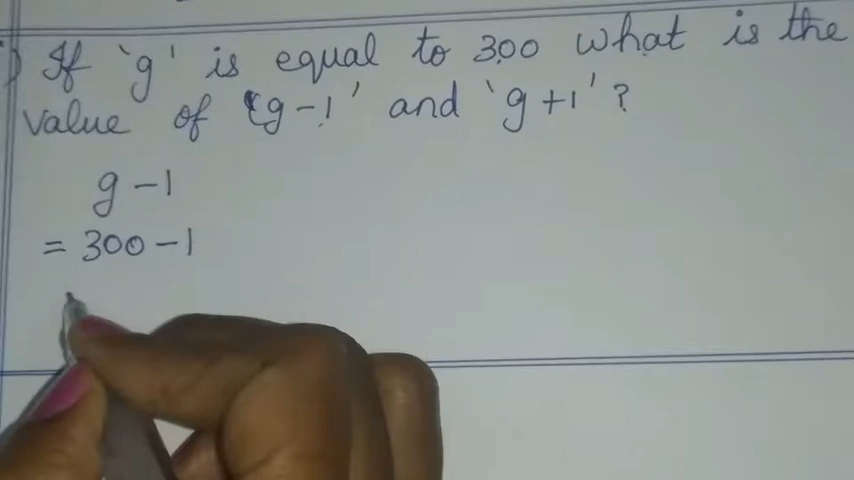 ) If 'g' is equal to 300 what is the
value of 'g-1' and 'g+1'?
g-1
= 300-1